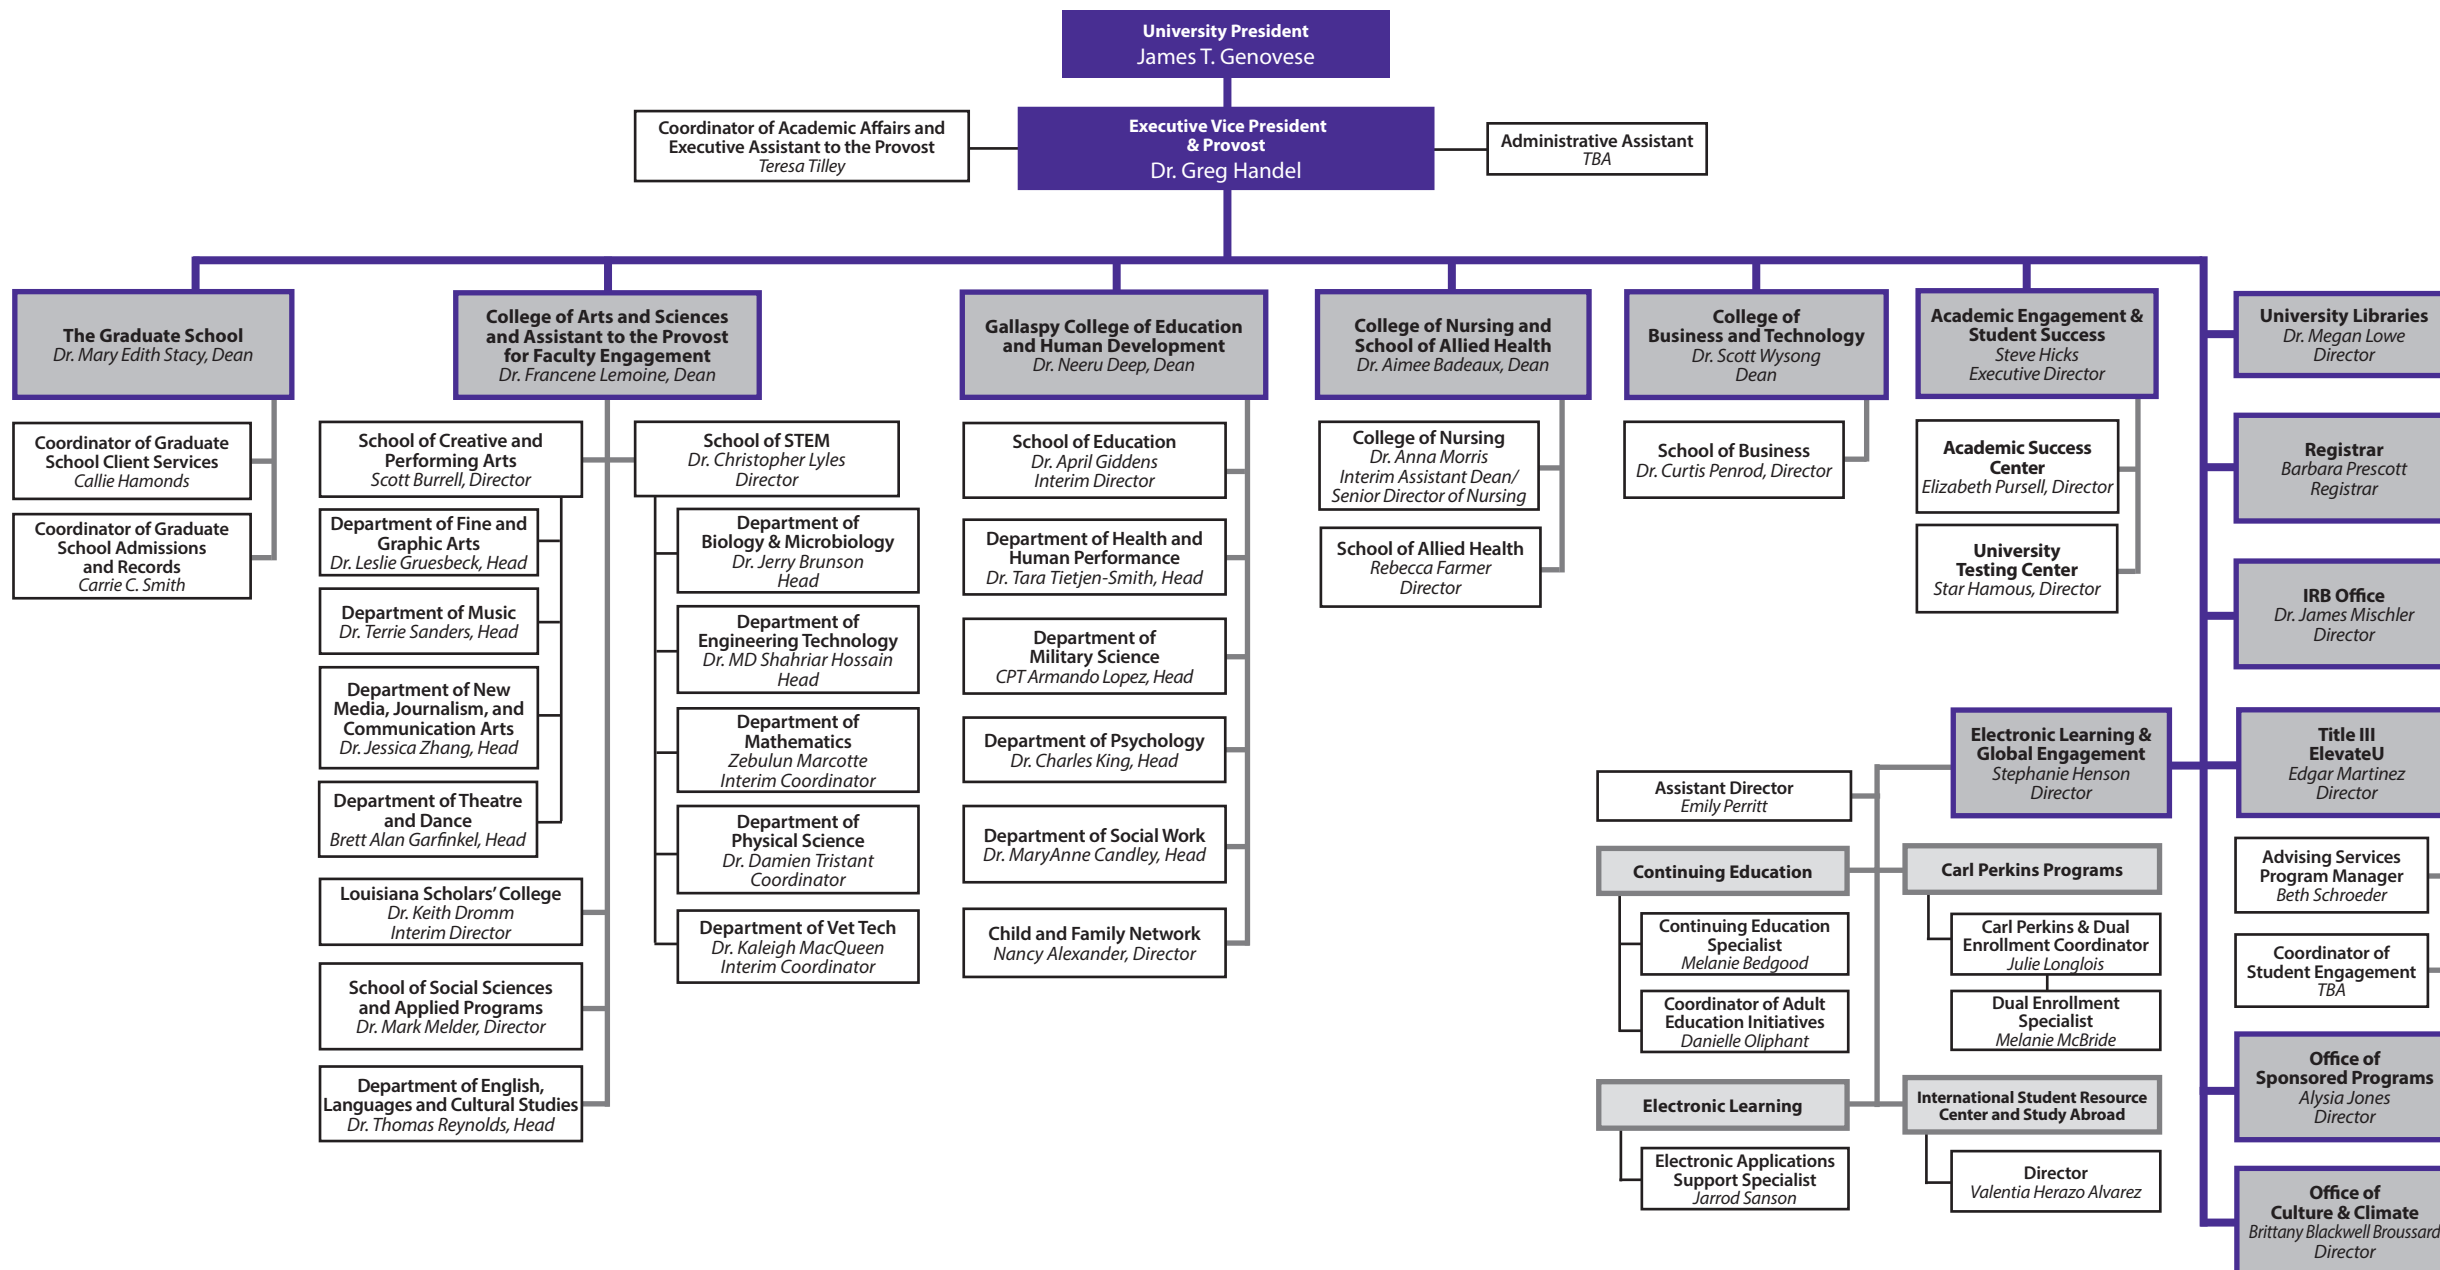 University President
James T. Genovese
Coordinator of Academic Affairs and
Executive Assistant to the Provost
Teresa Tilley
Executive Vice President
& Provost
Dr. Greg Handel
Administrative Assistant
TBA
The Graduate School
Dr. Mary Edith Stacy, Dean
Coordinator of Graduate
School Client Services
Callie Hamonds
Coordinator of Graduate
School Admissions
and Records
Carrie C. Smith
College of Arts and Sciences
and Assistant to the Provost
for Faculty Engagement
Dr. Francene Lemoine, Dean
School of Creative and
Performing Arts
Scott Burrell, Director
Department of Fine and
Graphic Arts
Dr. Leslie Gruesbeck, Head
Department of Music
Dr. Terrie Sanders, Head
Department of New
Media, Journalism, and
Communication Arts
Dr. Jessica Zhang, Head
Department of Theatre
and Dance
Brett Alan Garfinkel, Head
Louisiana Scholars’ College
Dr. Keith Dromm
Interim Director
School of Social Sciences
and Applied Programs
Dr. Mark Melder, Director
Department of English,
Languages and Cultural Studies
Dr. Thomas Reynolds, Head
School of STEM
Dr. Christopher Lyles
Director
Department of
Biology & Microbiology
Dr. Jerry Brunson
Head
Department of
Engineering Technology
Dr. MD Shahriar Hossain
Head
Department of
Mathematics
Zebulun Marcotte
Interim Coordinator
Department of
Physical Science
Dr. Damien Tristant
Coordinator
Department of Vet Tech
Dr. Kaleigh MacQueen
Interim Coordinator
Gallaspy College of Education
and Human Development
Dr. Neeru Deep, Dean
School of Education
Dr. April Giddens
Interim Director
Department of Health and
Human Performance
Dr. Tara Tietjen-Smith, Head
Department of
Military Science
CPT Armando Lopez, Head
Department of Psychology
Dr. Charles King, Head
Department of Social Work
Dr. MaryAnne Candley, Head
Child and Family Network
Nancy Alexander, Director
College of Nursing and
School of Allied Health
Dr. Aimee Badeaux, Dean
College of Nursing
Dr. Anna Morris
Interim Assistant Dean/
Senior Director of Nursing
School of Allied Health
Rebecca Farmer
Director
College of
Business and Technology
Dr. Scott Wysong
Dean
School of Business
Dr. Curtis Penrod, Director
Academic Engagement &
Student Success
Steve Hicks
Executive Director
Academic Success
Center
Elizabeth Pursell, Director
University
Testing Center
Star Hamous, Director
Electronic Learning &
Global Engagement
Stephanie Henson
Director
Assistant Director
Emily Perritt
Continuing Education
Continuing Education
Specialist
Melanie Bedgood
Coordinator of Adult
Education Initiatives
Danielle Oliphant
Carl Perkins Programs
Carl Perkins & Dual
Enrollment Coordinator
Julie Longlois
Dual Enrollment
Specialist
Melanie McBride
Electronic Learning
Electronic Applications
Support Specialist
Jarrod Sanson
International Student Resource
Center and Study Abroad
Director
Valentia Herazo Alvarez
University Libraries
Dr. Megan Lowe
Director
Registrar
Barbara Prescott
Registrar
IRB Office
Dr. James Mischler
Director
Title III
ElevateU
Edgar Martinez
Director
Advising Services
Program Manager
Beth Schroeder
Coordinator of
Student Engagement
TBA
Office of
Sponsored Programs
Alysia Jones
Director
Office of
Culture & Climate
Brittany Blackwell Broussard
Director